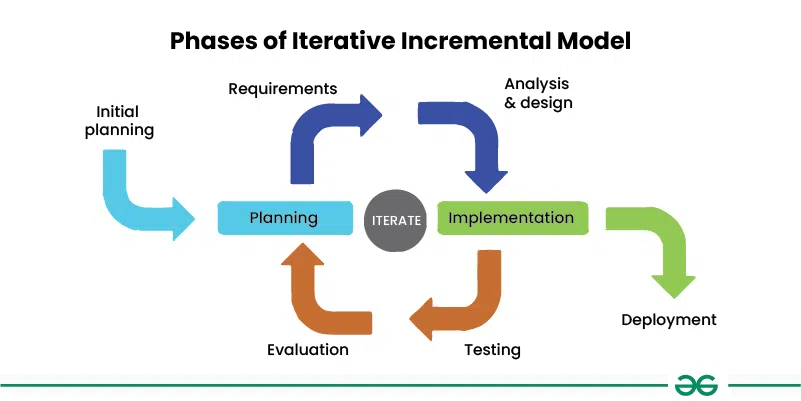 Phases of Iterative Incremental Model
Initial
planning
Requirements
Analysis
& design
Planning
ITERATE
Implementation
Evaluation
Testing
Deployment